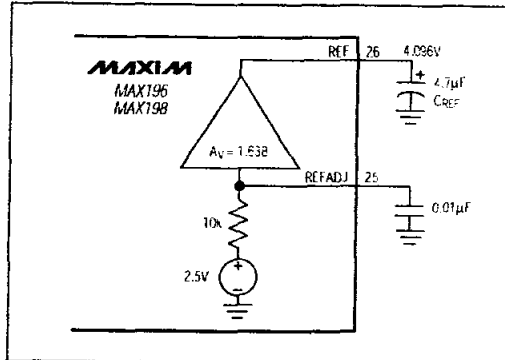 REF 26 4.096V
MAXIM
MAX196
MAX198
+
4.7µF
CREF
AV = 1.638
REFADJ 25
0.01µF
10k
2.5V
+
−